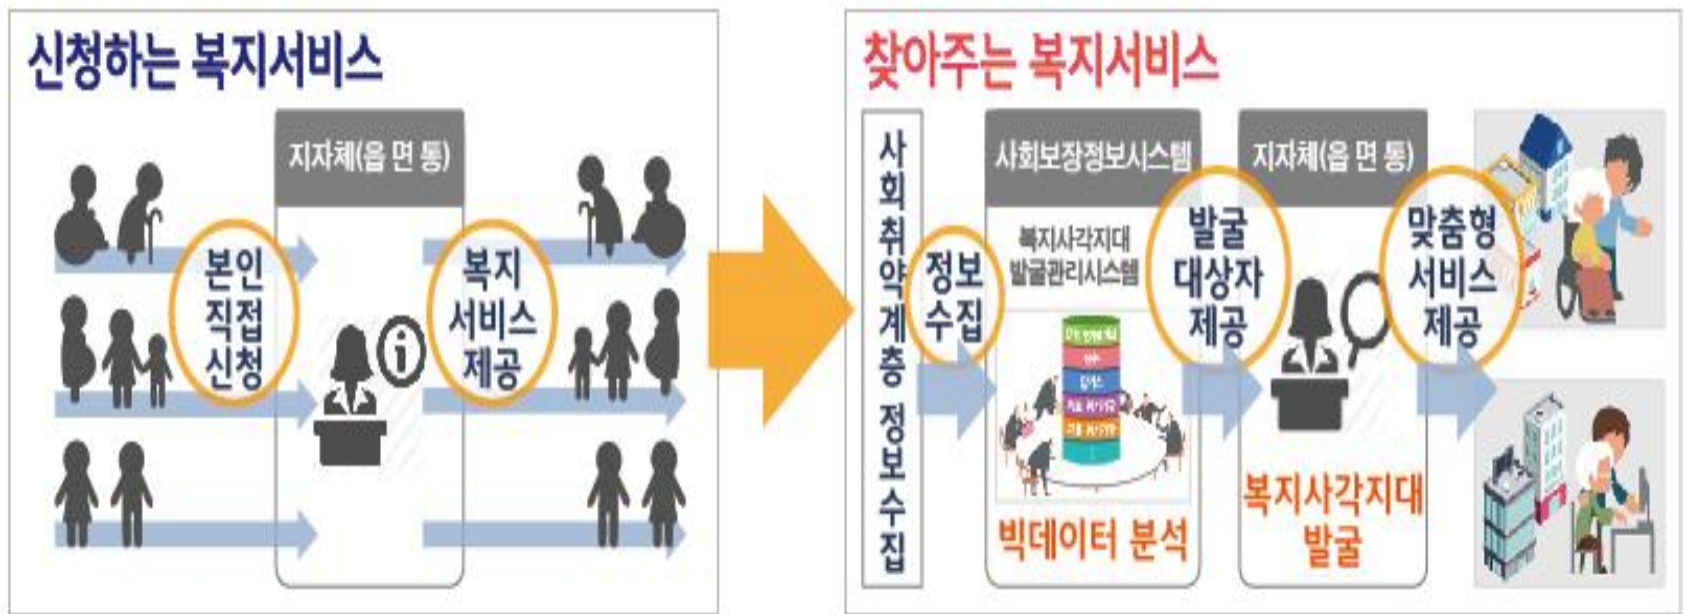 신청하는 복지서비스
지자체(읍 면 동)
본인
직접
신청
복지
서비스
제공
찾아주는 복지서비스
사회취약계층 정보수집
정보
수집
사회보장정보시스템
복지사각지대
발굴관리시스템
빅데이터 분석
발굴
대상자
제공
지자체(읍 면 동)
복지사각지대
발굴
맞춤형
서비스
제공